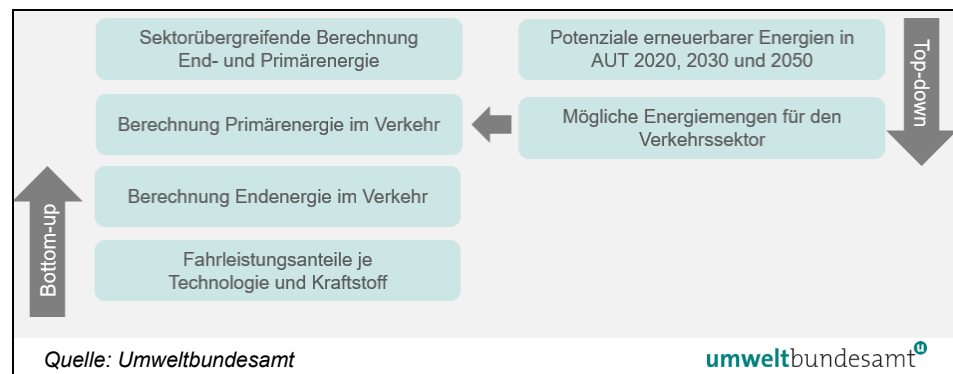 Sektorübergreifende Berechnung
End- und Primärenergie
Potenziale erneuerbarer Energien in
AUT 2020, 2030 und 2050
Top-down
Berechnung Primärenergie im Verkehr
Mögliche Energiemengen für den
Verkehrssektor
Berechnung Endenergie im Verkehr
Bottom-up
Fahrleistungsanteile je
Technologie und Kraftstoff
Quelle: Umweltbundesamt
umweltbundesamt u